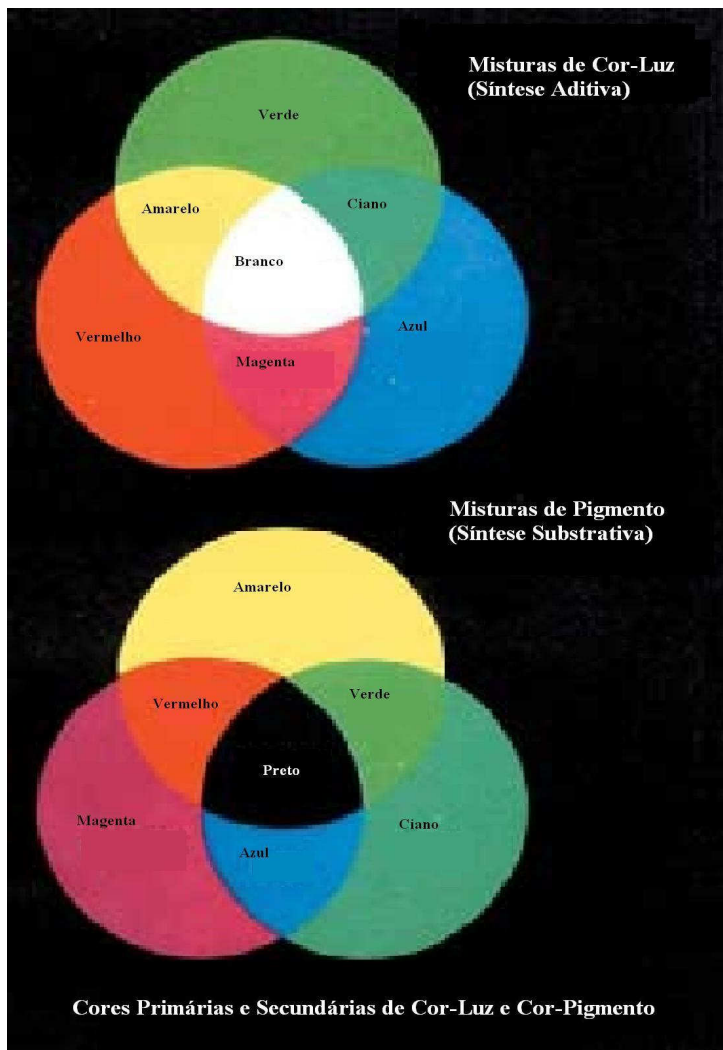 Misturas de Cor-Luz
(Síntese Aditiva)
Verde
Amarelo
Ciano
Branco
Vermelho
Azul
Magenta
Misturas de Pigmento
(Síntese Substrativa)
Amarelo
Vermelho
Verde
Preto
Magenta
Ciano
Azul
Cores Primárias e Secundárias de Cor-Luz e Cor-Pigmento